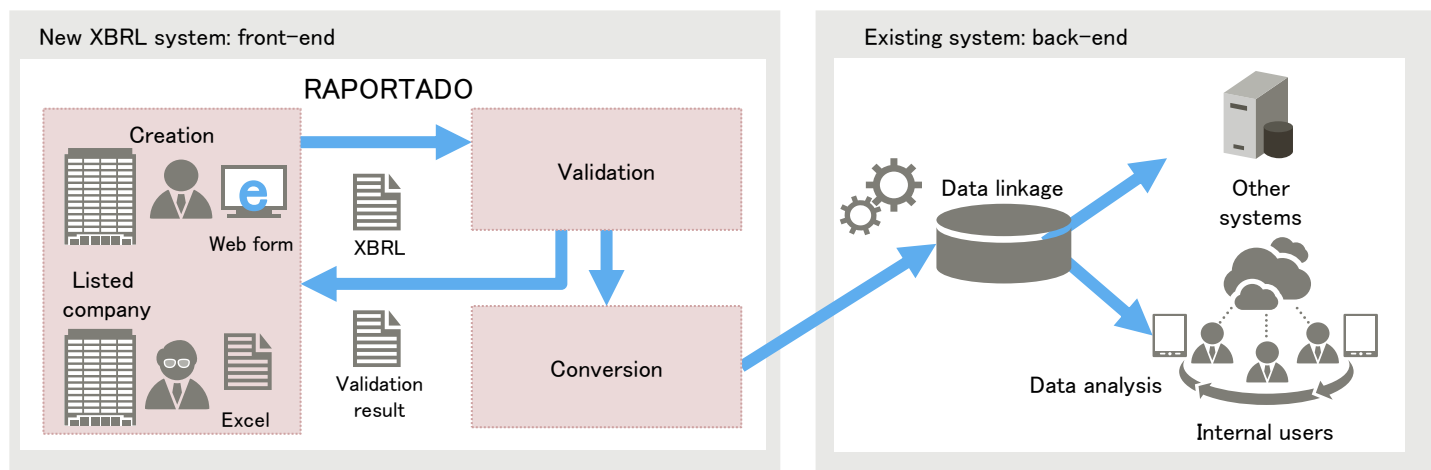 New XBRL system: front-end
RAPORTADO
Creation
e
Web form
Listed
company
Excel
XBRL
Validation
result
Validation
Conversion
Existing system: back-end
Data linkage
Other
systems
Data analysis
Internal users